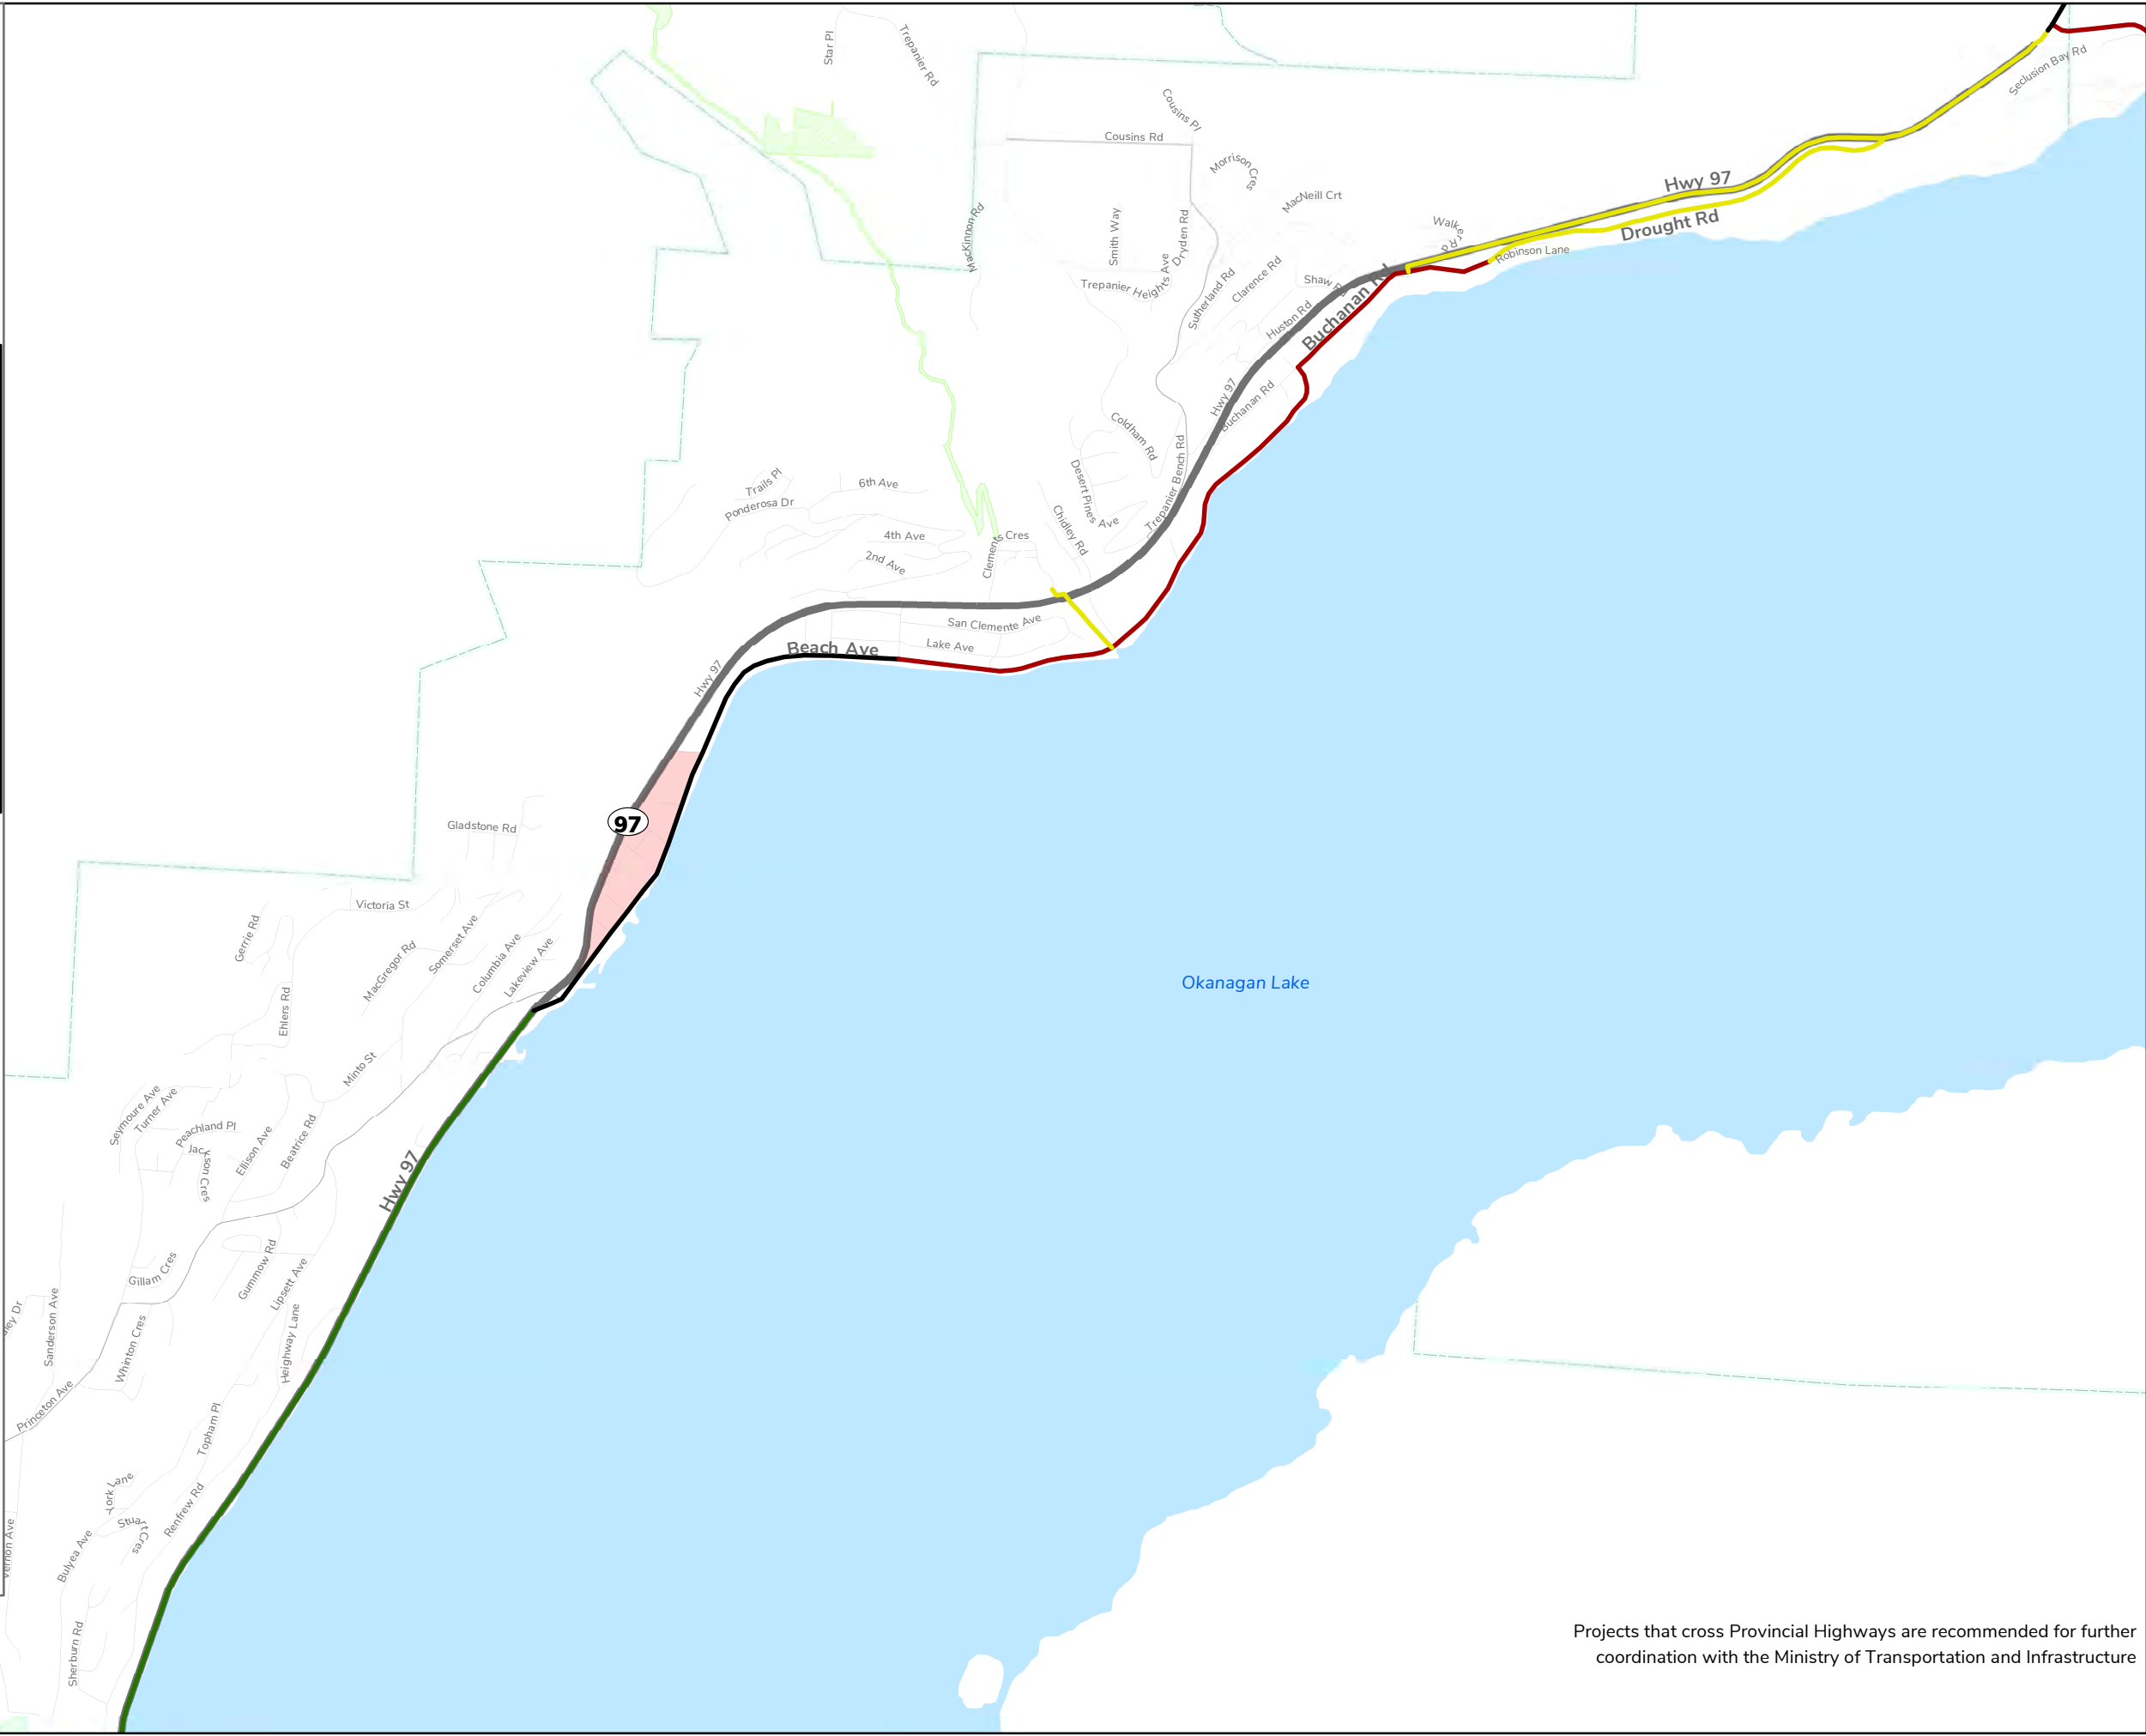 Star Pl
Trepanier Rd
Seclusion Bay Rd
Cousins Pl
Cousins Rd
Morrison Cres
MacNeill Crt
Hwy 97
Drought Rd
Walker Rd
Robinson Lane
MacKinnon Rd
Smith Way
Dryden Rd
Trepanier Heights Ave
Sutherland Rd
Clarence Rd
Shaw Rd
Huston Rd
Buchanan Rd
Hwy 97
Buchanan Rd
Coldham Rd
Trepanier Bench Rd
Desert Pines Ave
Chidley Rd
Trails Pl
Ponderosa Dr
6th Ave
4th Ave
2nd Ave
Clements Cres
San Clemente Ave
Lake Ave
Beach Ave
Hwy 97
97
Gladstone Rd
Victoria St
Gerrie Rd
MacGregor Rd
Somerset Ave
Columbia Ave
Lakeview Ave
Okanagan Lake
Ehlers Rd
Minto St
Seymoure Ave
Turner Ave
Peachland Pl
Jackson Cres
Ellison Ave
Beatrice Rd
Hwy 97
Gillam Cres
Gummow Rd
Lipsett Ave
Sanderson Ave
Whinton Cres
Heighway Lane
Princeton Ave
Topham Pl
York Lane
Stuart Cres
Renfrew Rd
Bulyea Ave
Vernon Ave
Sherburn Rd
Projects that cross Provincial Highways are recommended for further
coordination with the Ministry of Transportation and Infrastructure